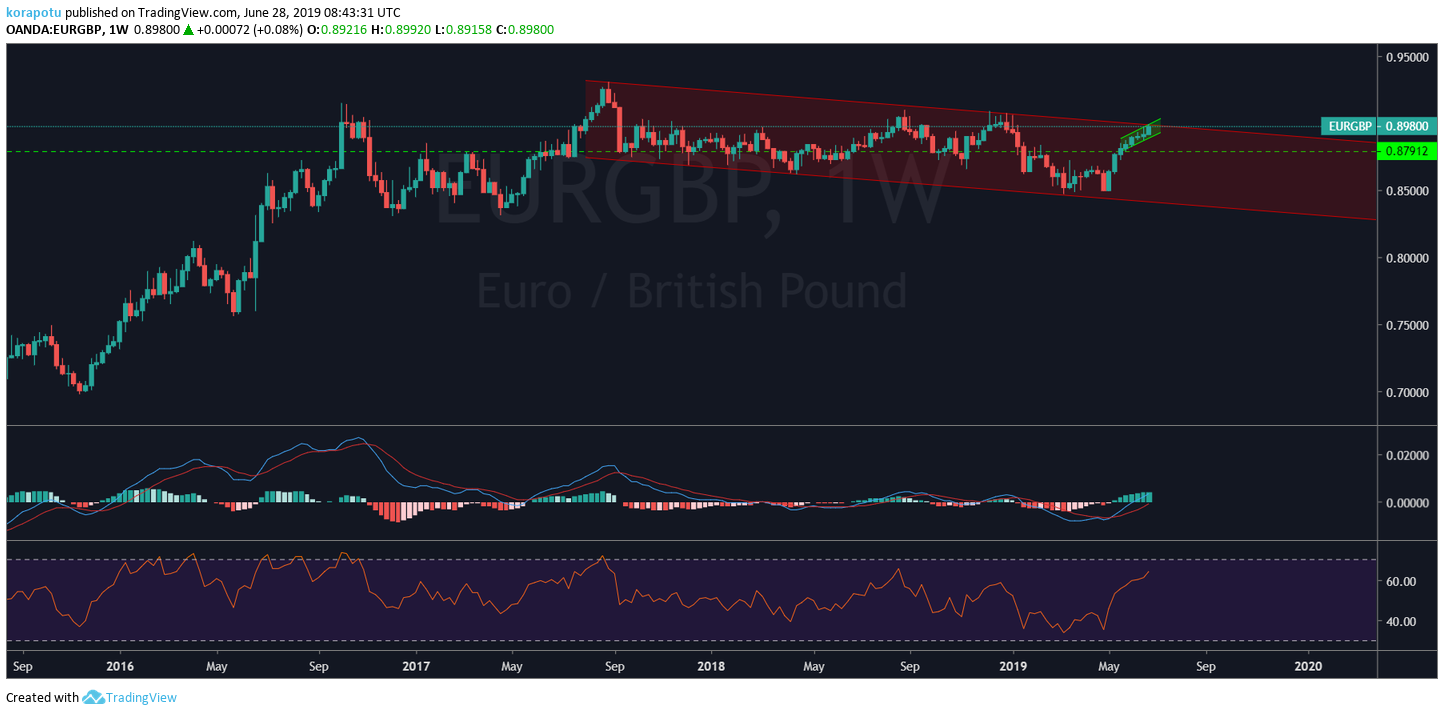 korapotu published on TradingView.com, June 28, 2019 08:43:31 UTC
OANDA:EURGBP, 1W 0.89800 ▲ +0.00072 (+0.08%) O:0.89216 H:0.89920 L:0.89158 C:0.89800
0.95000
EURGBP 0.89800
0.87912
EURGBP, 1W
0.85000
Euro / British Pound
0.80000
0.75000
0.70000
0.02000
0.00000
60.00
40.00
Sep 2016 May Sep 2017 May Sep 2018 May Sep 2019 May Sep 2020
Created with TradingView